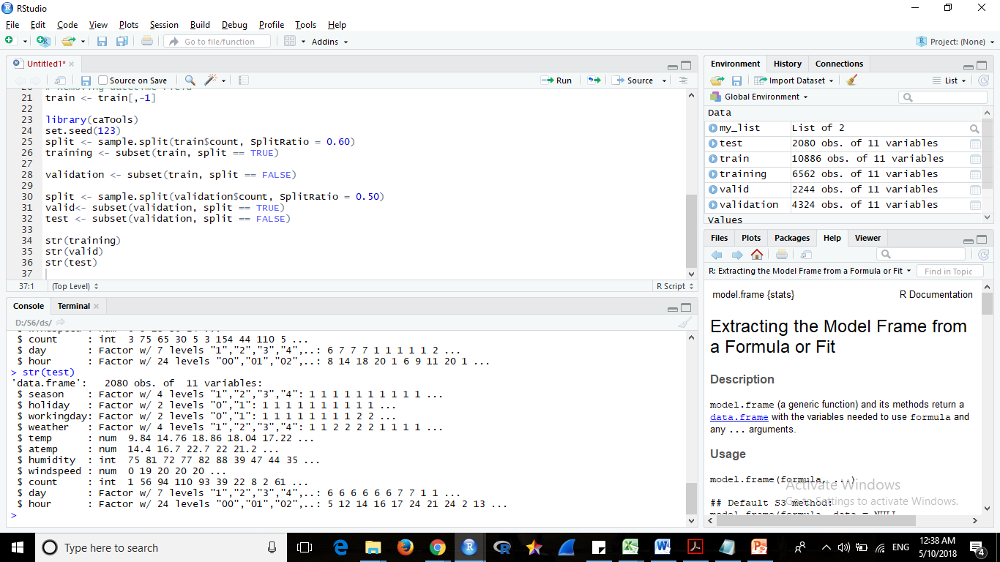 RStudio
File Edit Code View Plots Session Build Debug Profile Tools Help
Go to file/function Addins Project: (None)
Untitled1*
Source on Save Run Source
20 # Removing datetime field
21 train <- train[,-1]
22
23 library(caTools)
24 set.seed(123)
25 split <- sample.split(train$count, SplitRatio = 0.60)
26 training <- subset(train, split == TRUE)
27
28 validation <- subset(train, split == FALSE)
29
30 split <- sample.split(validation$count, SplitRatio = 0.50)
31 valid<- subset(validation, split == TRUE)
32 test <- subset(validation, split == FALSE)
33
34 str(training)
35 str(valid)
36 str(test)
37
37:1 (Top Level) R Script
Console Terminal
D:/S6/ds/
$ count : int 3 75 65 30 5 3 154 44 110 5 ...
$ day : Factor w/ 7 levels "1","2","3","4",..: 6 7 7 7 1 1 1 1 1 2 ...
$ hour : Factor w/ 24 levels "00","01","02",..: 8 14 18 20 1 6 9 11 20 1 ...
> str(test)
'data.frame': 2080 obs. of 11 variables:
$ season : Factor w/ 4 levels "1","2","3","4": 1 1 1 1 1 1 1 1 1 1 ...
$ holiday : Factor w/ 2 levels "0","1": 1 1 1 1 1 1 1 1 1 1 ...
$ workingday: Factor w/ 2 levels "0","1": 1 1 1 1 1 1 1 1 2 2 ...
$ weather : Factor w/ 4 levels "1","2","3","4": 1 1 2 2 2 2 1 1 1 1 ...
$ temp : num 9.84 14.76 18.86 18.04 17.22 ...
$ atemp : num 14.4 16.7 22.7 22 21.2 ...
$ humidity : int 75 81 72 77 82 88 39 47 44 35 ...
$ windspeed : num 0 19 20 20 20 ...
$ count : int 1 56 94 110 93 39 22 8 2 61 ...
$ day : Factor w/ 7 levels "1","2","3","4",..: 6 6 6 6 6 6 7 7 1 1 ...
$ hour : Factor w/ 24 levels "00","01","02",..: 5 12 14 16 17 24 21 24 2 13 ...
>
Environment History Connections
Import Dataset List
Global Environment
Data
my_list List of 2
test 2080 obs. of 11 variables
train 10886 obs. of 11 variables
training 6562 obs. of 11 variables
valid 2244 obs. of 11 variables
validation 4324 obs. of 11 variables
Values
Files Plots Packages Help Viewer
R: Extracting the Model Frame from a Formula or Fit Find in Topic
model.frame {stats} R Documentation
Extracting the Model Frame from
a Formula or Fit
Description
model.frame (a generic function) and its methods return a
data.frame with the variables needed to use formula and
any ... arguments.
Usage
model.frame(formula, ...)
## Default S3 method:
model.frame(formula, data = NULL,
Activate Windows
Go to Settings to activate Windows.
Type here to search
ENG
12:38 AM
5/10/2018
4